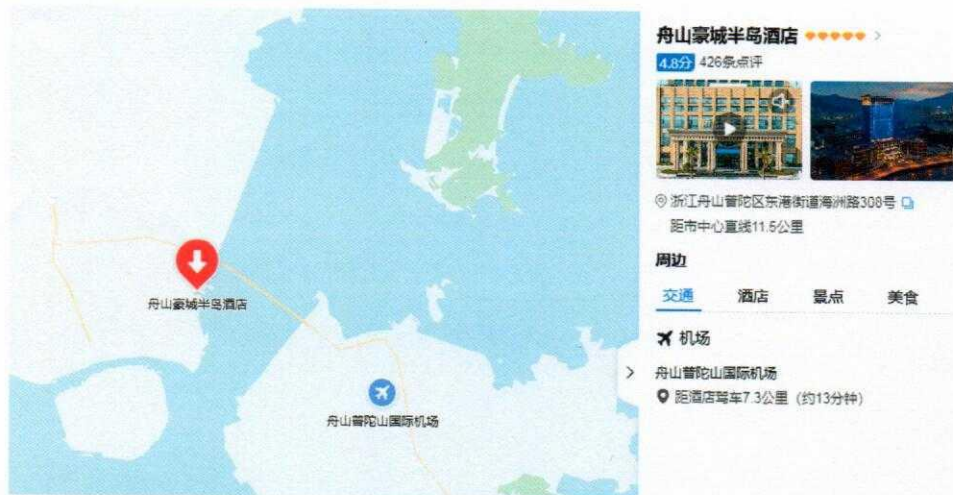 舟山豪城半岛酒店
4.8分 426条点评
浙江舟山普陀区东港街道海洲路308号
距市中心直线11.5公里
周边
交通 酒店 景点 美食
机场
舟山普陀山国际机场
距酒店驾车7.3公里（约13分钟）
舟山豪城半岛酒店
舟山普陀山国际机场